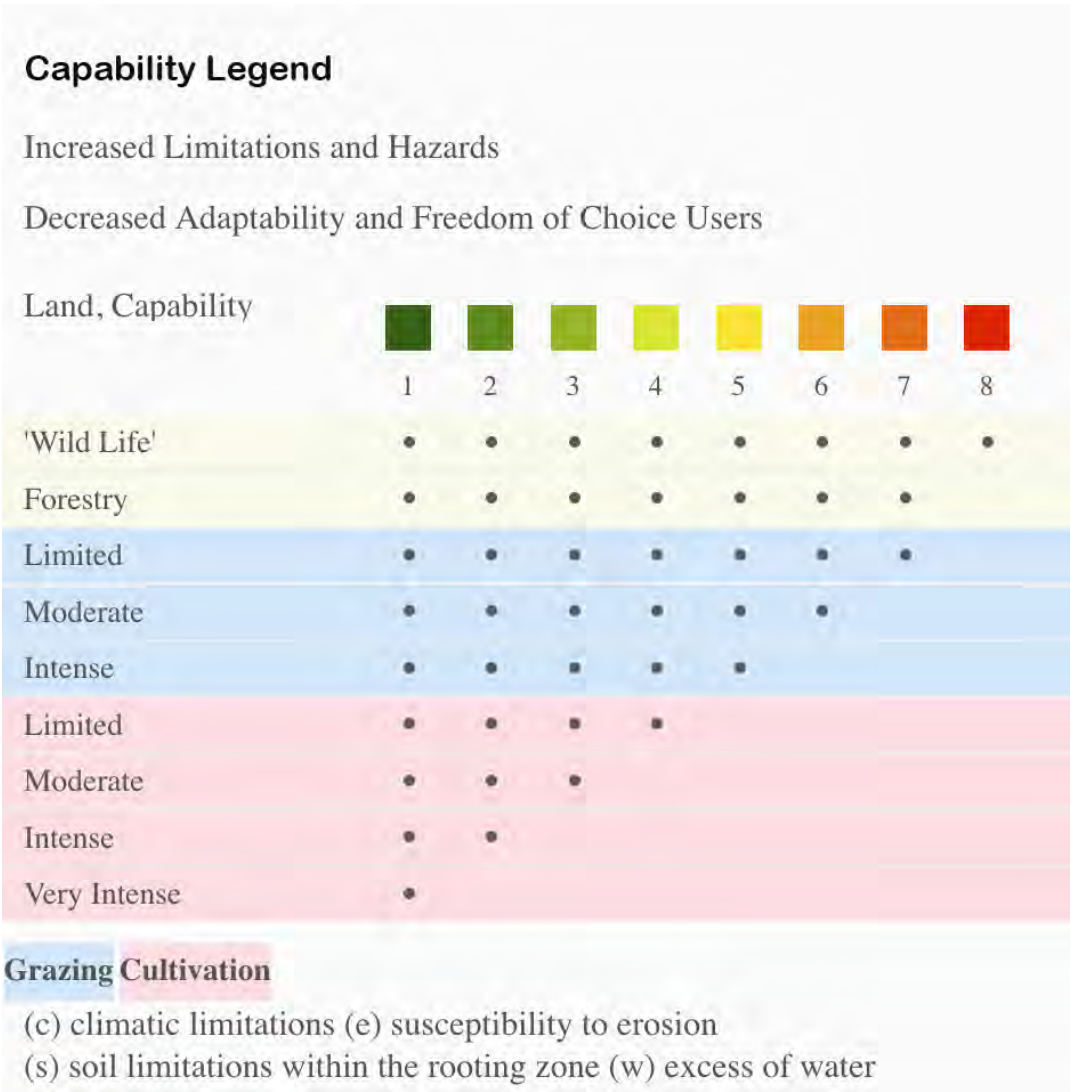 Capability Legend
Increased Limitations and Hazards
Decreased Adaptability and Freedom of Choice Users
Land, Capability
1 2 3 4 5 6 7 8
'Wild Life'
Forestry
Limited
Moderate
Intense
Limited
Moderate
Intense
Very Intense
Grazing Cultivation
(c) climatic limitations (e) susceptibility to erosion
(s) soil limitations within the rooting zone (w) excess of water